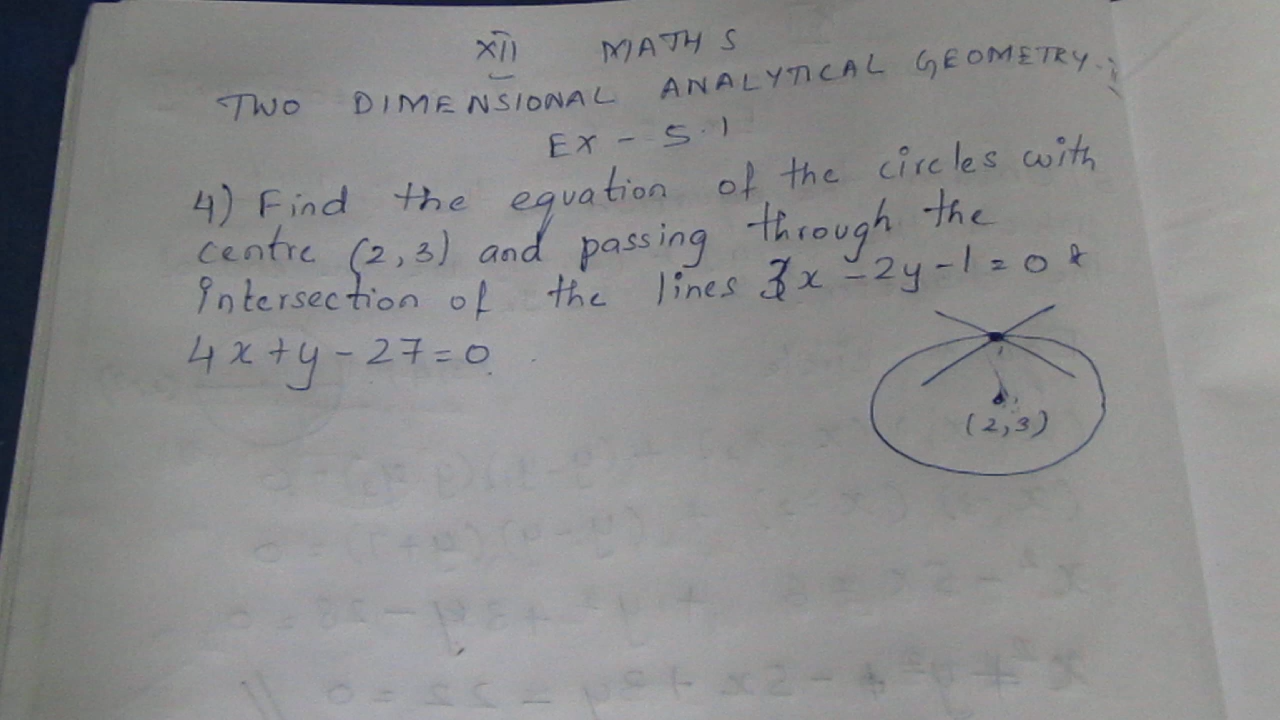 XII MATHS
TWO DIMENSIONAL ANALYTICAL GEOMETRY.
EX - 5.1
4) Find the equation of the circles with
centre (2,3) and passing through the
intersection of the lines 3x - 2y - 1 = 0 &
4x + y - 27 = 0.
(2,3)